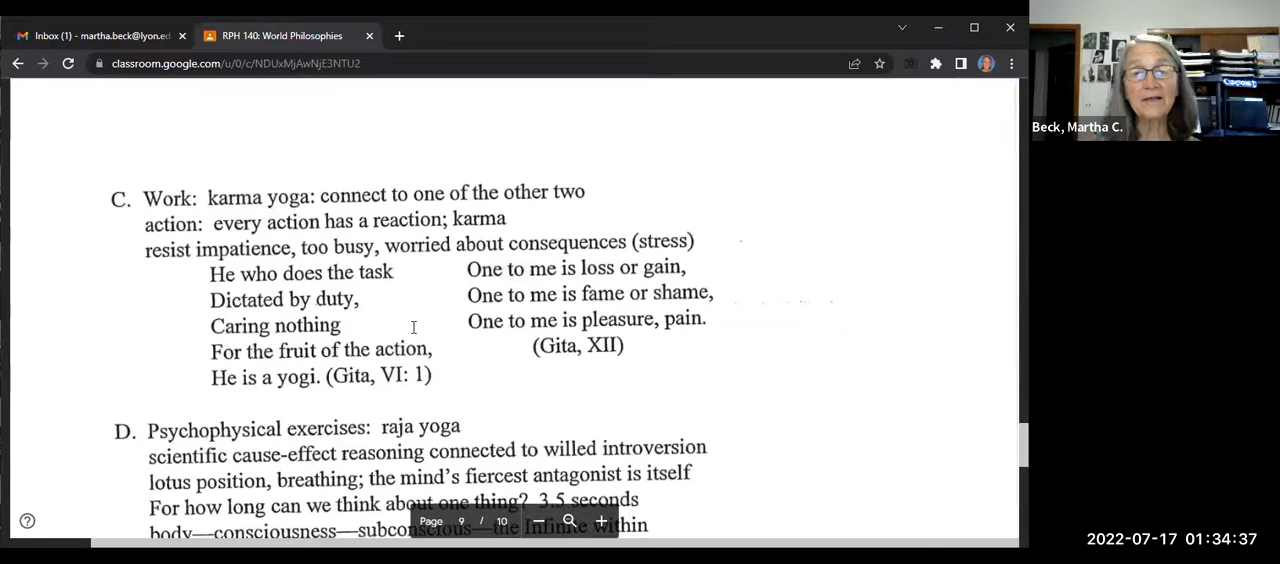 Inbox (1) - martha.beck@lyon.ed
RPH 140: World Philosophies
classroom.google.com/u/0/c/NDUxMjAwNjE3NTU2
Beck, Martha C.
C. Work: karma yoga: connect to one of the other two
action: every action has a reaction; karma
resist impatience, too busy, worried about consequences (stress)
He who does the task
Dictated by duty,
Caring nothing
For the fruit of the action,
He is a yogi. (Gita, VI: 1)
One to me is loss or gain,
One to me is fame or shame,
One to me is pleasure, pain.
(Gita, XII)
D. Psychophysical exercises: raja yoga
scientific cause-effect reasoning connected to willed introversion
lotus position, breathing; the mind's fiercest antagonist is itself
For how long can we think about one thing? 3.5 seconds
body—consciousness—subconscious—the Infinite within
Page 9 / 10
2022-07-17 01:34:37